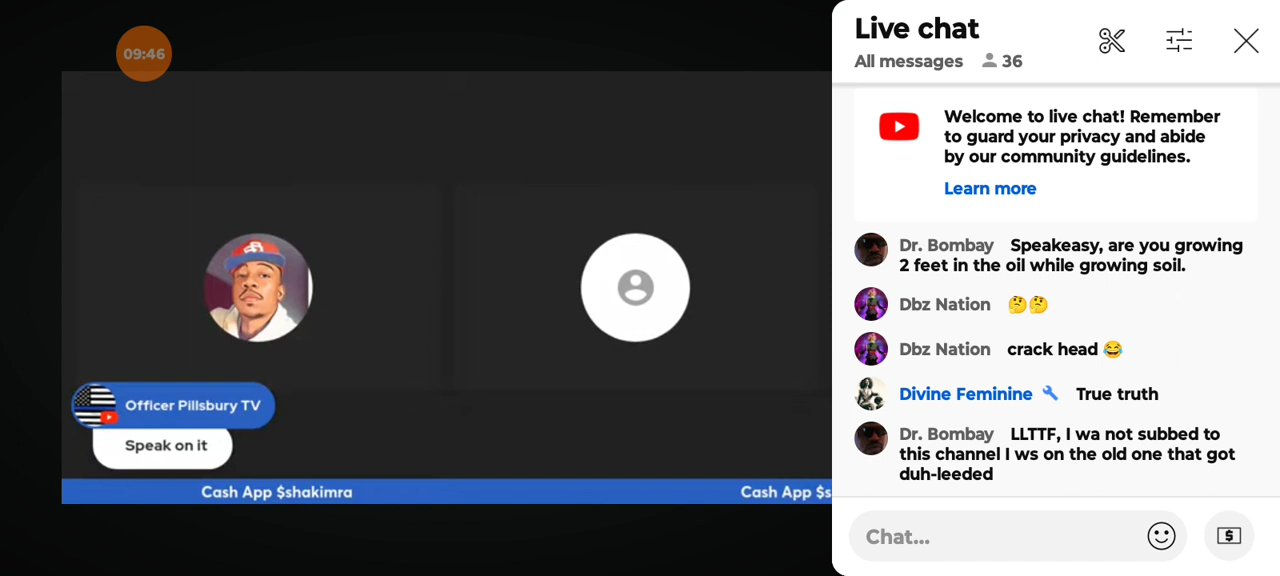 09:46
Officer Pillsbury TV
Speak on it
Cash App $shakimra
Cash App $s
Live chat
All messages 36
Welcome to live chat! Remember
to guard your privacy and abide
by our community guidelines.
Learn more
Dr. Bombay Speakeasy, are you growing
2 feet in the oil while growing soil.
Dbz Nation 🤔🤔
Dbz Nation crack head 😂
Divine Feminine True truth
Dr. Bombay LLTTF, I wa not subbed to
this channel I ws on the old one that got
duh-leeded
Chat...